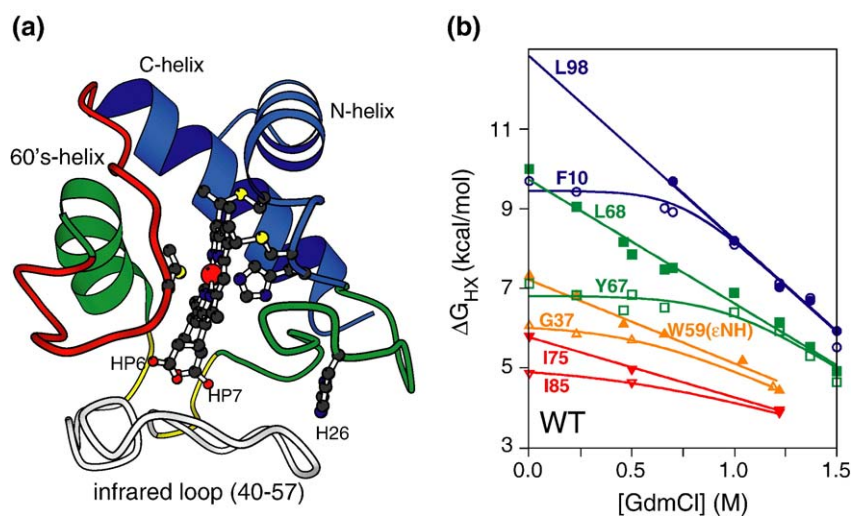 (a)
C-helix
N-helix
60's-helix
HP6
HP7
H26
infrared loop (40-57)
(b)
L98
F10
L68
Y67
G37
W59(εNH)
I75
I85
WT
ΔG_HX (kcal/mol)
11
9
7
5
3
0.0
0.5
1.0
1.5
[GdmCl] (M)